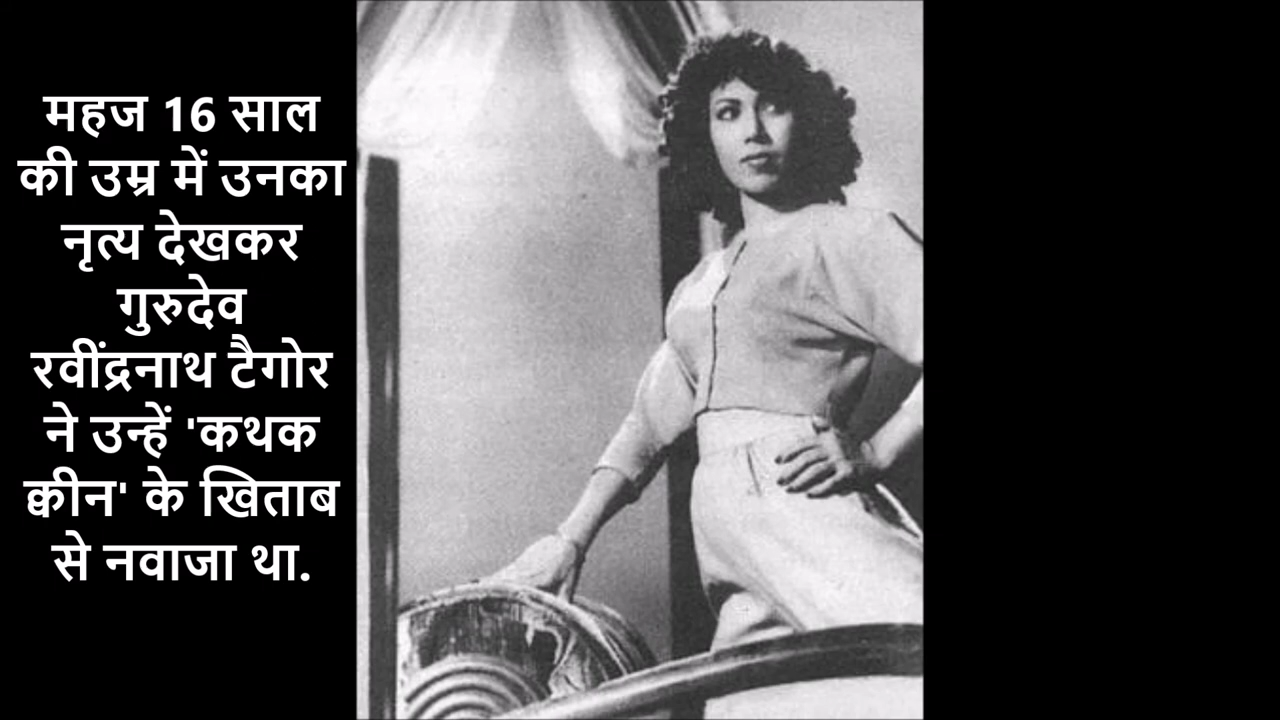 महज 16 साल
की उम्र में उनका
नृत्य देखकर
गुरुदेव
रवींद्रनाथ टैगोर
ने उन्हें 'कथक
क्वीन' के खिताब
से नवाजा था.